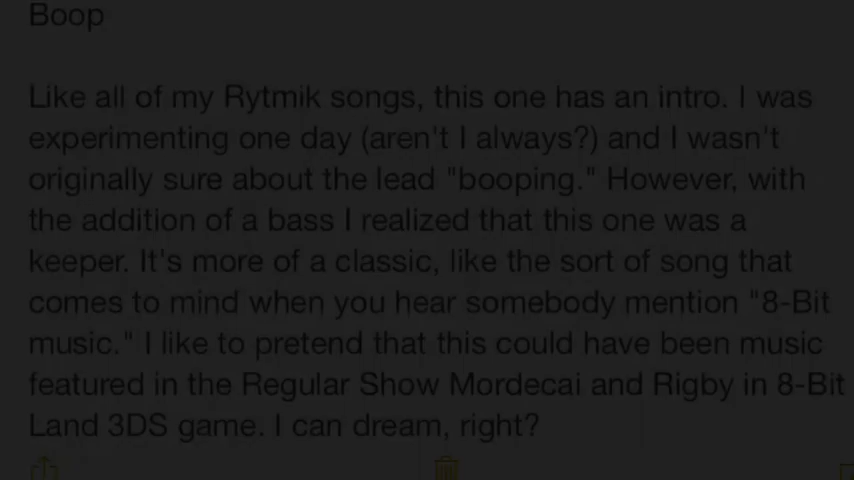 Boop
Like all of my Rytmik songs, this one has an intro. I was
experimenting one day (aren't I always?) and I wasn't
originally sure about the lead "booping." However, with
the addition of a bass I realized that this one was a
keeper. It's more of a classic, like the sort of song that
comes to mind when you hear somebody mention "8-Bit
music." I like to pretend that this could have been music
featured in the Regular Show Mordecai and Rigby in 8-Bit
Land 3DS game. I can dream, right?